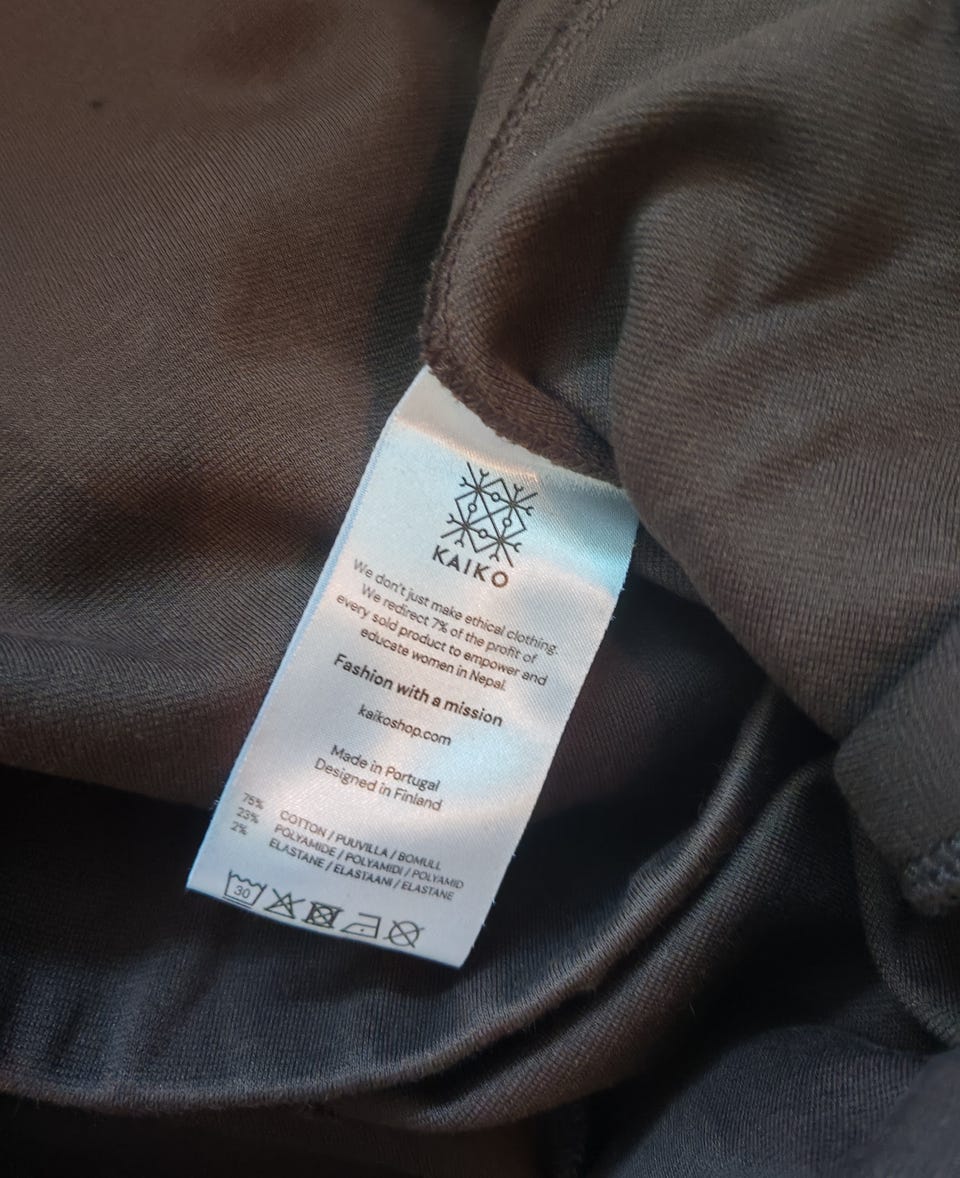 KAIKO
We don't just make ethical clothing.
We redirect 7% of the profit of
every sold product to empower and
educate women in Nepal.
Fashion with a mission
kaikoshop.com
Made in Portugal
Designed in Finland
75% COTTON / PUUVILLA / BOMULL
23% POLYAMIDE / POLYAMIDI / POLYAMID
2% ELASTANE / ELASTAANI / ELASTANE
30